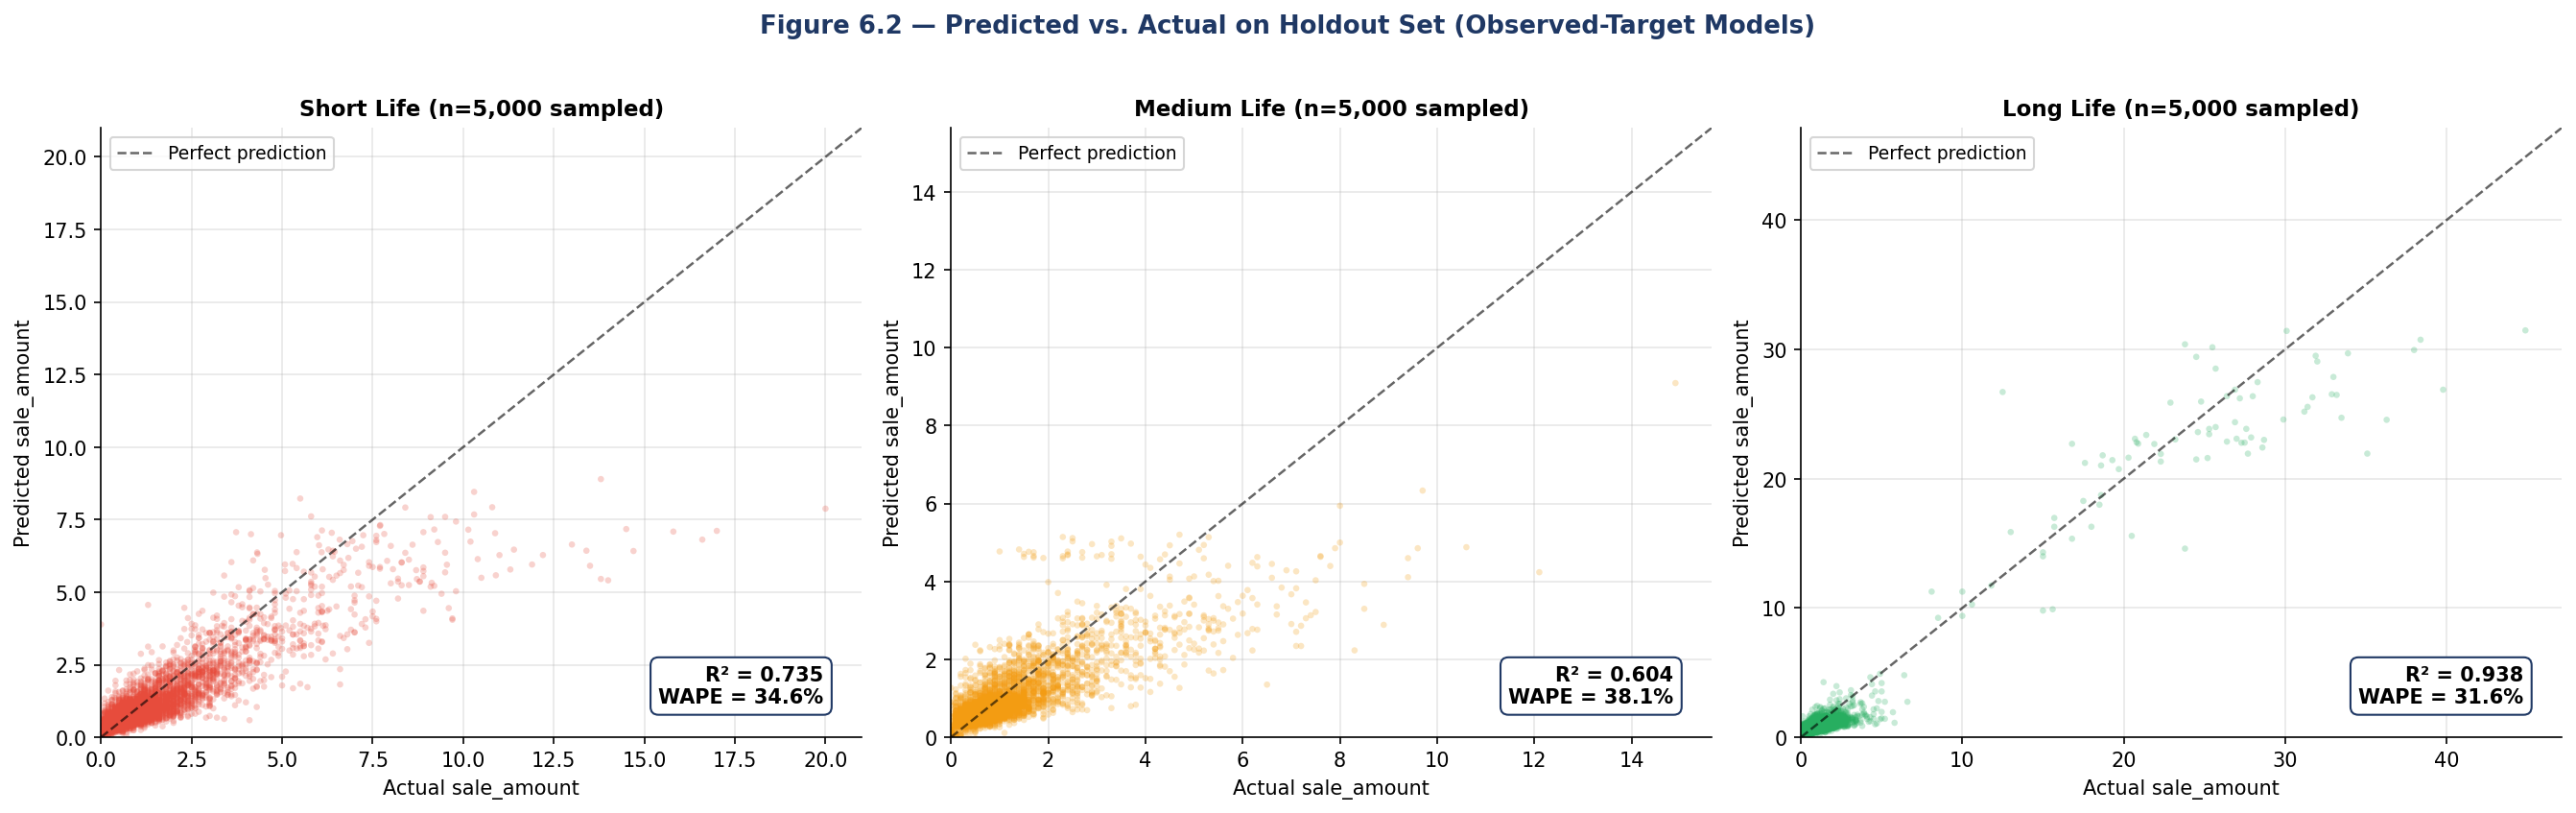 Figure 6.2 — Predicted vs. Actual on Holdout Set (Observed-Target Models)
Short Life (n=5,000 sampled)
Perfect prediction
20.0
17.5
15.0
12.5
10.0
7.5
5.0
2.5
0.0
Predicted sale_amount
R² = 0.735
WAPE = 34.6%
0.0 2.5 5.0 7.5 10.0 12.5 15.0 17.5 20.0
Actual sale_amount
Medium Life (n=5,000 sampled)
Perfect prediction
14
12
10
8
6
4
2
0
Predicted sale_amount
R² = 0.604
WAPE = 38.1%
0 2 4 6 8 10 12 14
Actual sale_amount
Long Life (n=5,000 sampled)
Perfect prediction
40
30
20
10
0
Predicted sale_amount
R² = 0.938
WAPE = 31.6%
0 10 20 30 40
Actual sale_amount